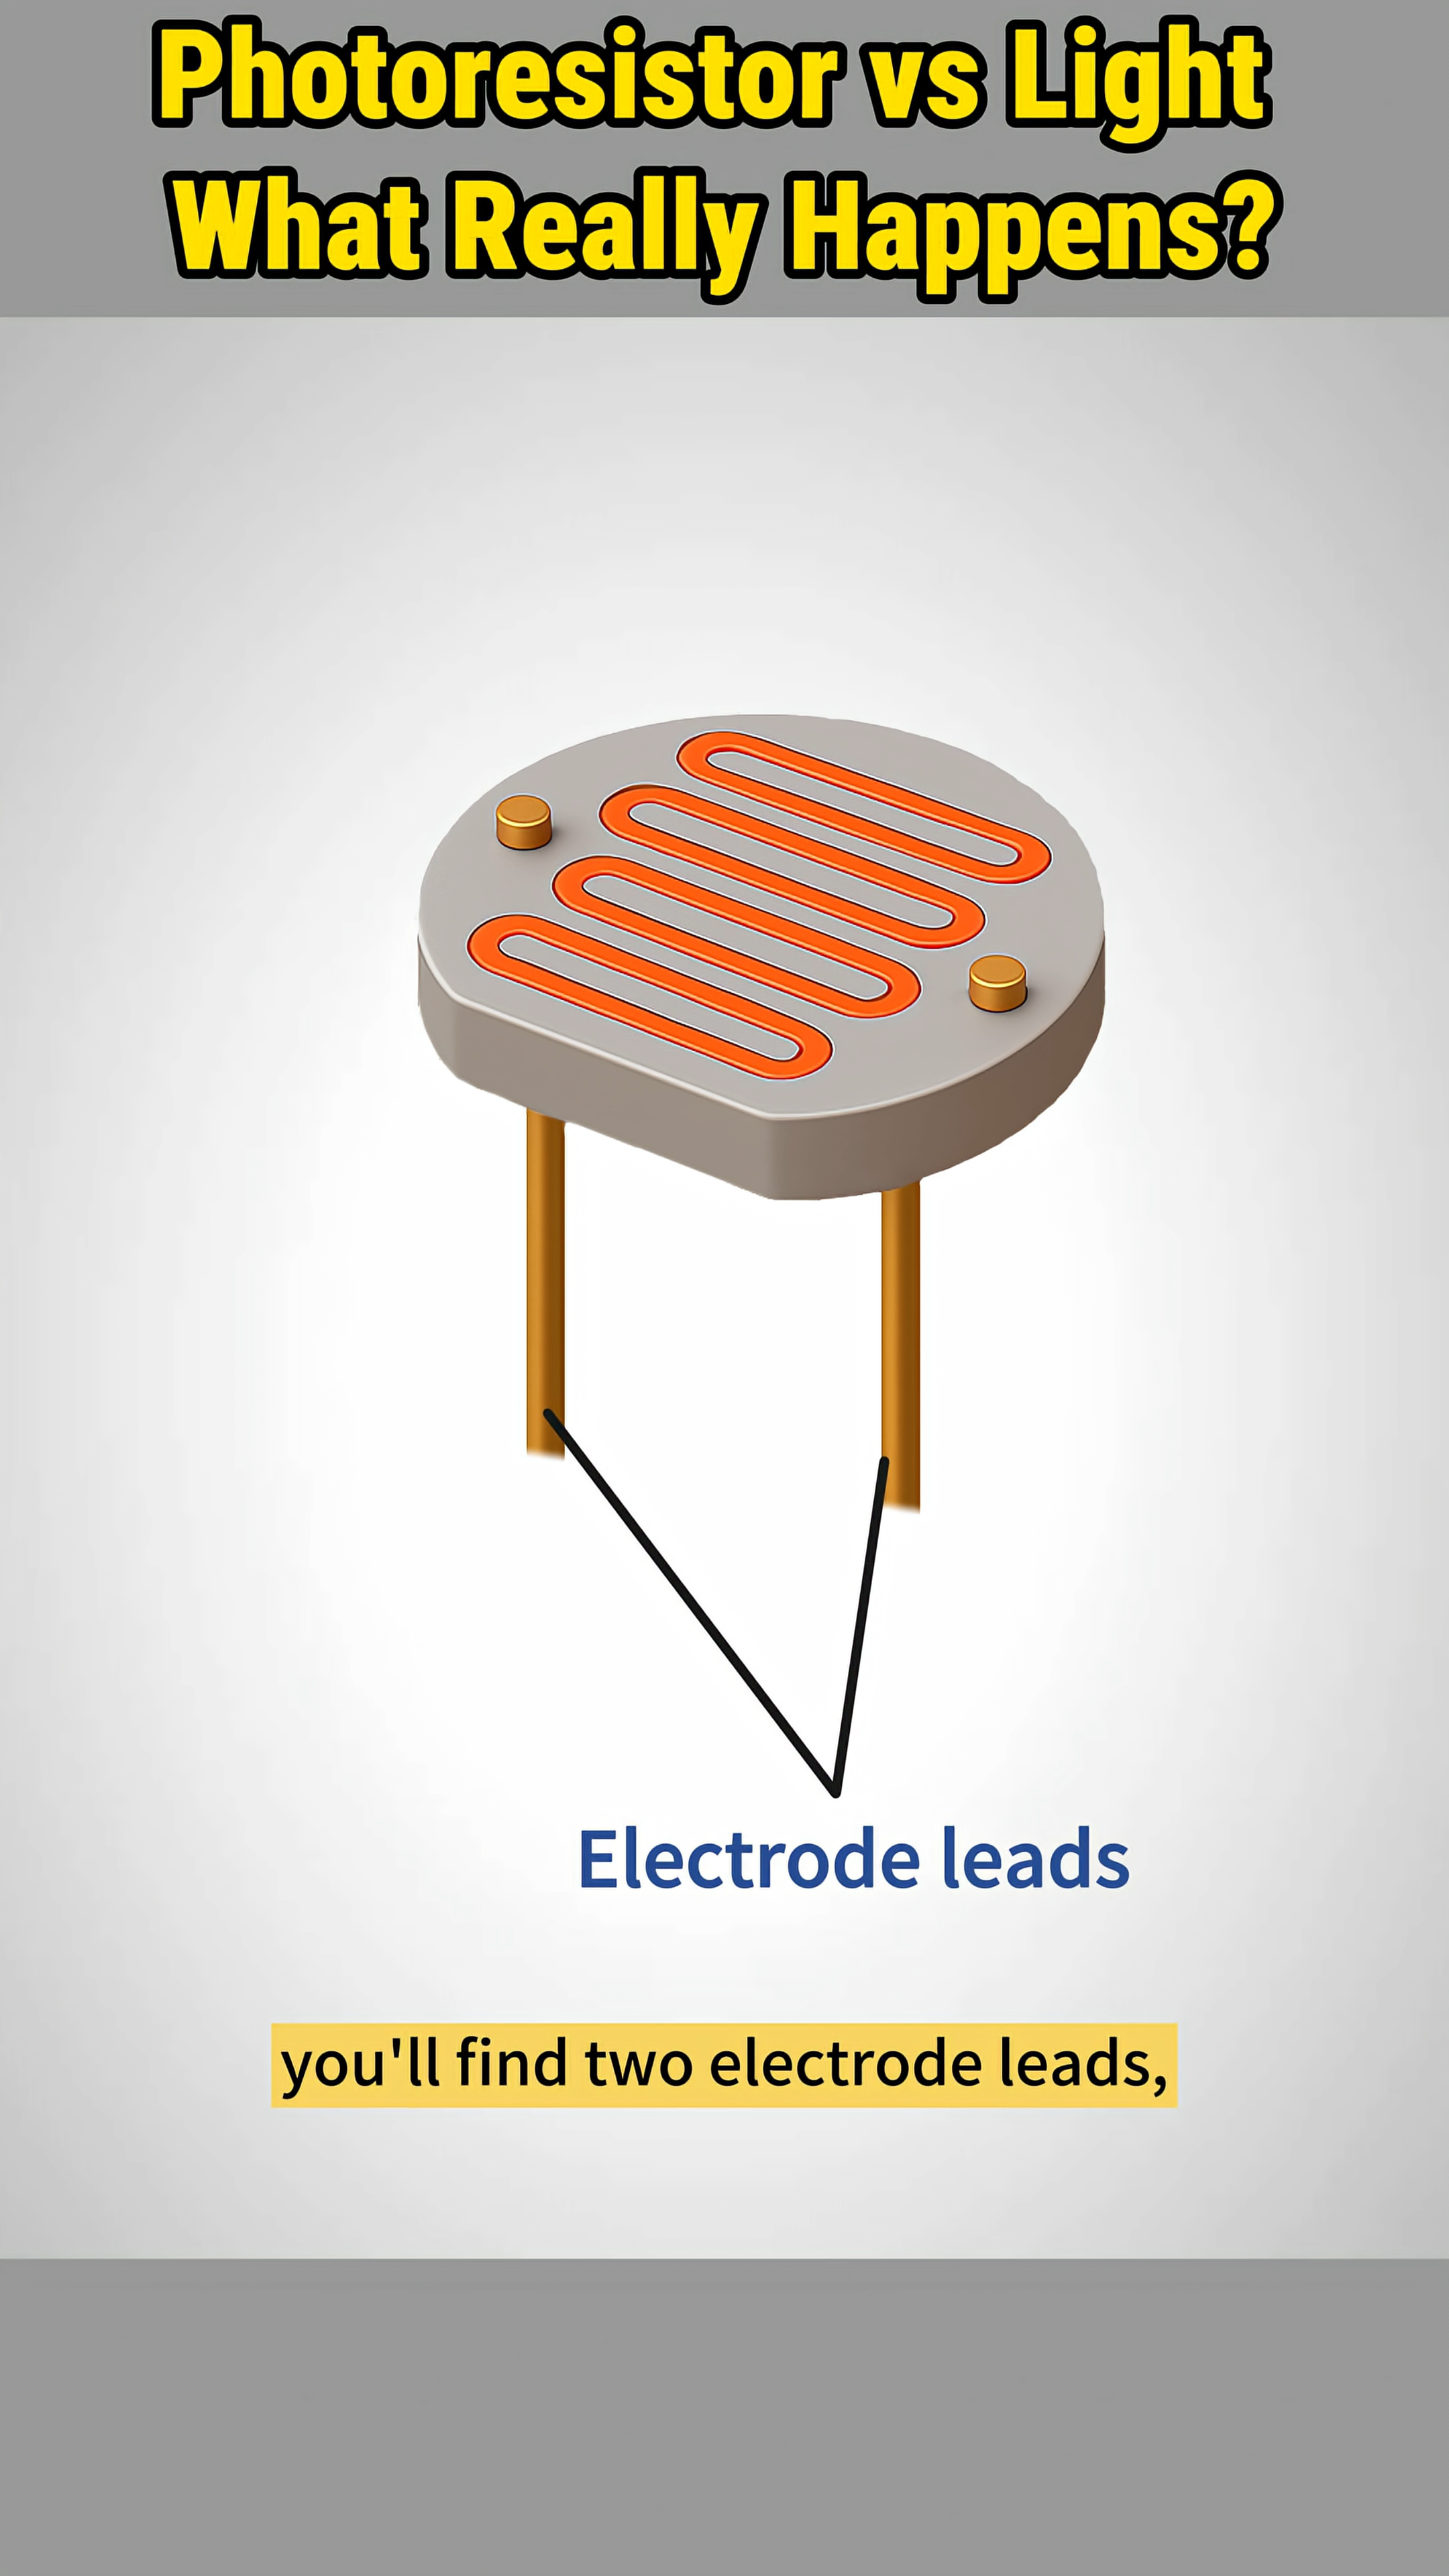 Photoresistor vs Light
What Really Happens?
Electrode leads
you'll find two electrode leads,